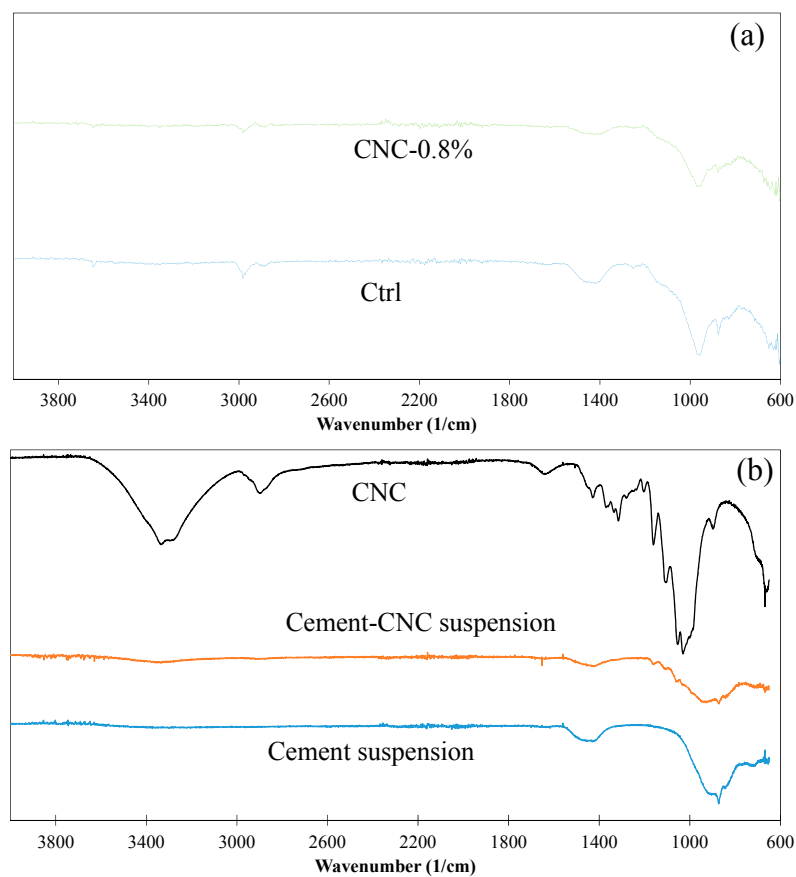 (a)
CNC-0.8%
Ctrl
3800 3400 3000 2600 2200 1800 1400 1000 600
Wavenumber (1/cm)
(b)
CNC
Cement-CNC suspension
Cement suspension
3800 3400 3000 2600 2200 1800 1400 1000 600
Wavenumber (1/cm)